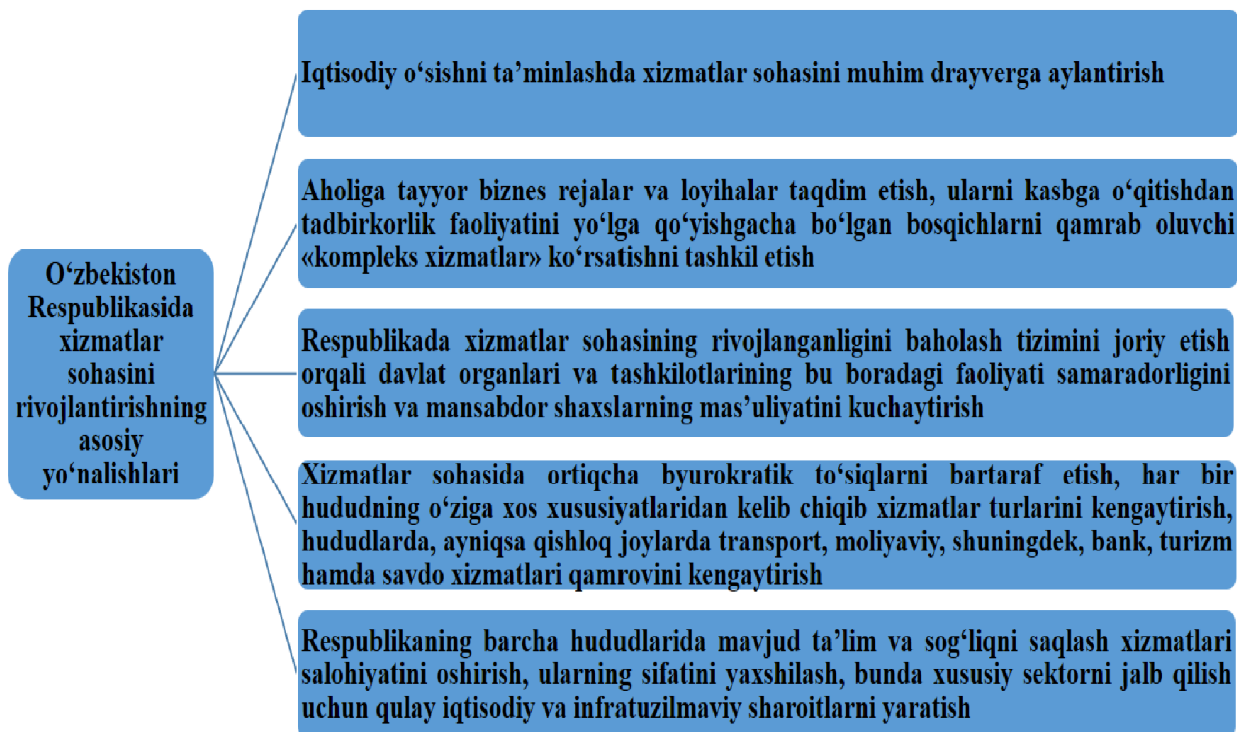 O‘zbekiston
Respublikasida
xizmatlar
sohasini
rivojlantirishning
asosiy
yo‘nalishlari
Iqtisodiy o‘sishni ta’minlashda xizmatlar sohasini muhim drayverga aylantirish
Aholiga tayyor biznes rejalar va loyihalar taqdim etish, ularni kasbga o‘qitishdan
tadbirkorlik faoliyatini yo‘lga qo‘yishgacha bo‘lgan bosqichlarni qamrab oluvchi
«kompleks xizmatlar» ko‘rsatishni tashkil etish
Respublikada xizmatlar sohasining rivojlanganligini baholash tizimini joriy etish
orqali davlat organlari va tashkilotlarining bu boradagi faoliyati samaradorligini
oshirish va mansabdor shaxslarning mas’uliyatini kuchaytirish
Xizmatlar sohasida ortiqcha byurokratik to‘siqlarni bartaraf etish, har bir
hududning o‘ziga xos xususiyatlaridan kelib chiqib xizmatlar turlarini kengaytirish,
hududlarda, ayniqsa qishloq joylarda transport, moliyaviy, shuningdek, bank, turizm
hamda savdo xizmatlari qamrovini kengaytirish
Respublikaning barcha hududlarida mavjud ta’lim va sog‘liqni saqlash xizmatlari
salohiyatini oshirish, ularning sifatini yaxshilash, bunda xususiy sektorni jalb qilish
uchun qulay iqtisodiy va infratuzilmaviy sharoitlarni yaratish